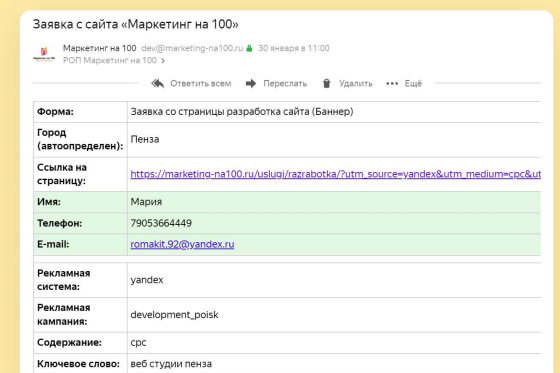 Заявка с сайта «Маркетинг на 100»
Маркетинг на 100 dev@marketing-na100.ru 30 января в 11:00
РОП Маркетинг на 100 >
Ответить всем Переслать Удалить Ещё
Форма: Заявка со страницы разработка сайта (Баннер)
Город
(автоопределен): Пенза
Ссылка на
страницу: https://marketing-na100.ru/uslugi/razrabotka/?utm_source=yandex&utm_medium=cpc&ut
Имя: Мария
Телефон: 79053664449
E-mail: romakit.92@yandex.ru
Рекламная
система: yandex
Рекламная
кампания: development_poisk
Содержание: cpc
Ключевое слово: веб студии пенза